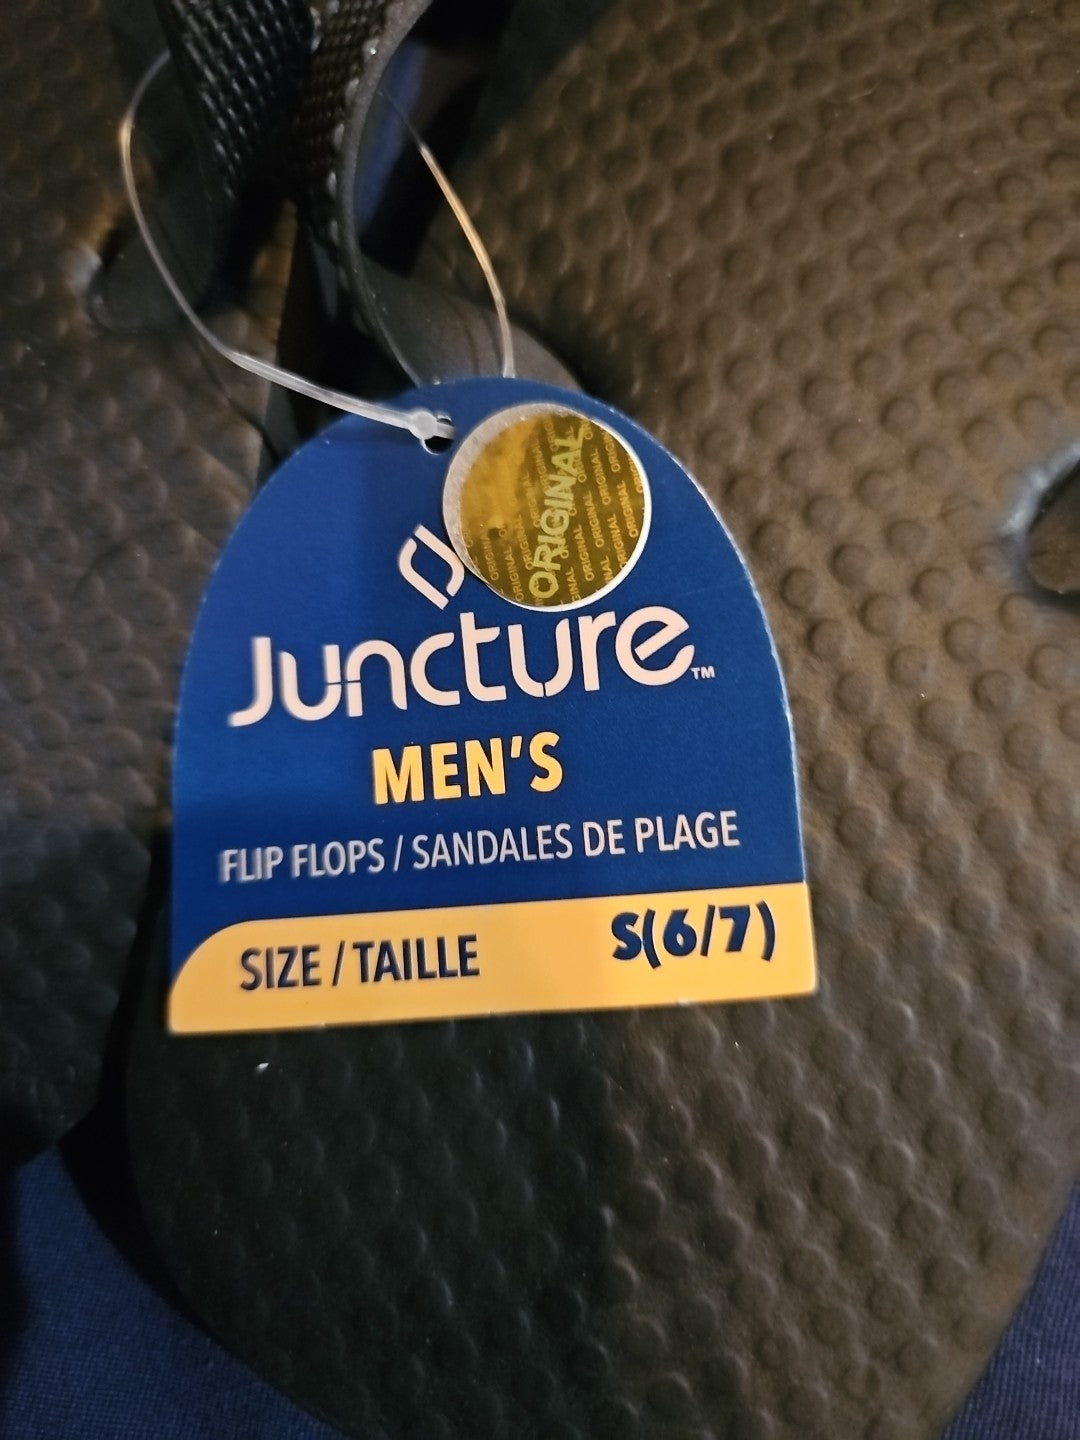 ORIGINAL
Juncture™
MEN'S
FLIP FLOPS / SANDALES DE PLAGE
SIZE / TAILLE S(6/7)